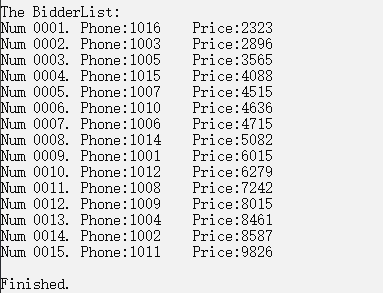 The BidderList:
Num 0001. Phone:1016    Price:2323
Num 0002. Phone:1003    Price:2896
Num 0003. Phone:1005    Price:3565
Num 0004. Phone:1015    Price:4088
Num 0005. Phone:1007    Price:4515
Num 0006. Phone:1010    Price:4636
Num 0007. Phone:1006    Price:4715
Num 0008. Phone:1014    Price:5082
Num 0009. Phone:1001    Price:6015
Num 0010. Phone:1012    Price:6279
Num 0011. Phone:1008    Price:7242
Num 0012. Phone:1009    Price:8015
Num 0013. Phone:1004    Price:8461
Num 0014. Phone:1002    Price:8587
Num 0015. Phone:1011    Price:9826
Finished.